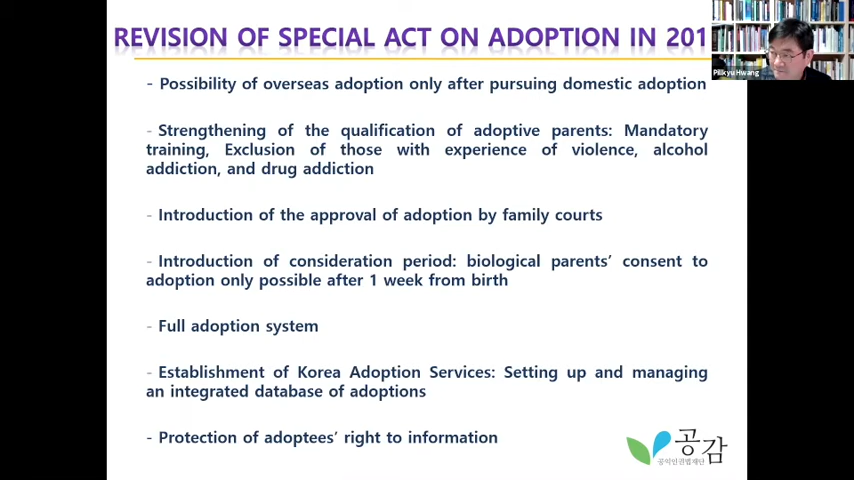 REVISION OF SPECIAL ACT ON ADOPTION IN 201
Pillkyu Hwang
- Possibility of overseas adoption only after pursuing domestic adoption
- Strengthening of the qualification of adoptive parents: Mandatory
training, Exclusion of those with experience of violence, alcohol
addiction, and drug addiction
- Introduction of the approval of adoption by family courts
- Introduction of consideration period: biological parents’ consent to
adoption only possible after 1 week from birth
- Full adoption system
- Establishment of Korea Adoption Services: Setting up and managing
an integrated database of adoptions
- Protection of adoptees’ right to information
공감
공익인권법재단